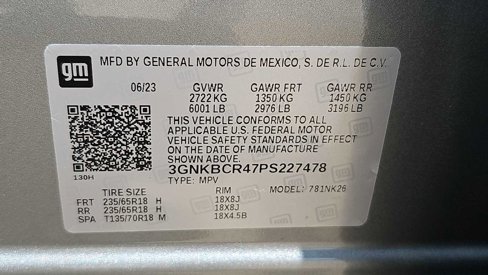 gm
MFD BY GENERAL MOTORS DE MEXICO, S. DE R.L. DE C.V.
06/23 GVWR GAWR FRT GAWR RR
2722 KG 1350 KG 1450 KG
6001 LB 2976 LB 3196 LB
THIS VEHICLE CONFORMS TO ALL
APPLICABLE U.S. FEDERAL MOTOR
VEHICLE SAFETY STANDARDS IN EFFECT
ON THE DATE OF MANUFACTURE
SHOWN ABOVE.
130H
3GNKBCR47PS227478
TYPE: MPV MODEL: 781NK26
TIRE SIZE RIM
FRT 235/65R18 H 18X8J
RR 235/65R18 H 18X8J
SPA T135/70R18 M 18X4.5B